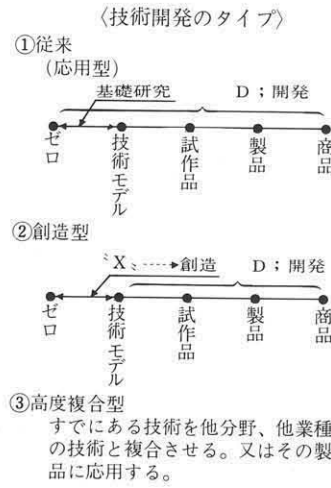 〈技術開発のタイプ〉
①従来
(応用型)
基礎研究 D;開発
ゼロ 技術モデル 試作品 製品 商品
②創造型
〝X〟 創造 D;開発
ゼロ 技術モデル 試作品 製品 商品
③高度複合型
すでにある技術を他分野、他業種
の技術と複合させる。又はその製
品に応用する。